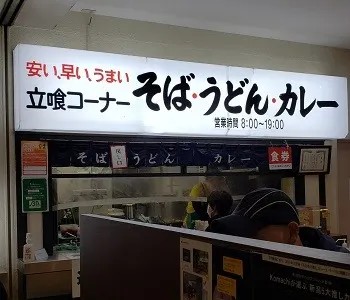 安い、早い、うまい
立喰コーナー
そば・うどん・カレー
営業時間 8:00〜19:00
そば うどん カレー
食券